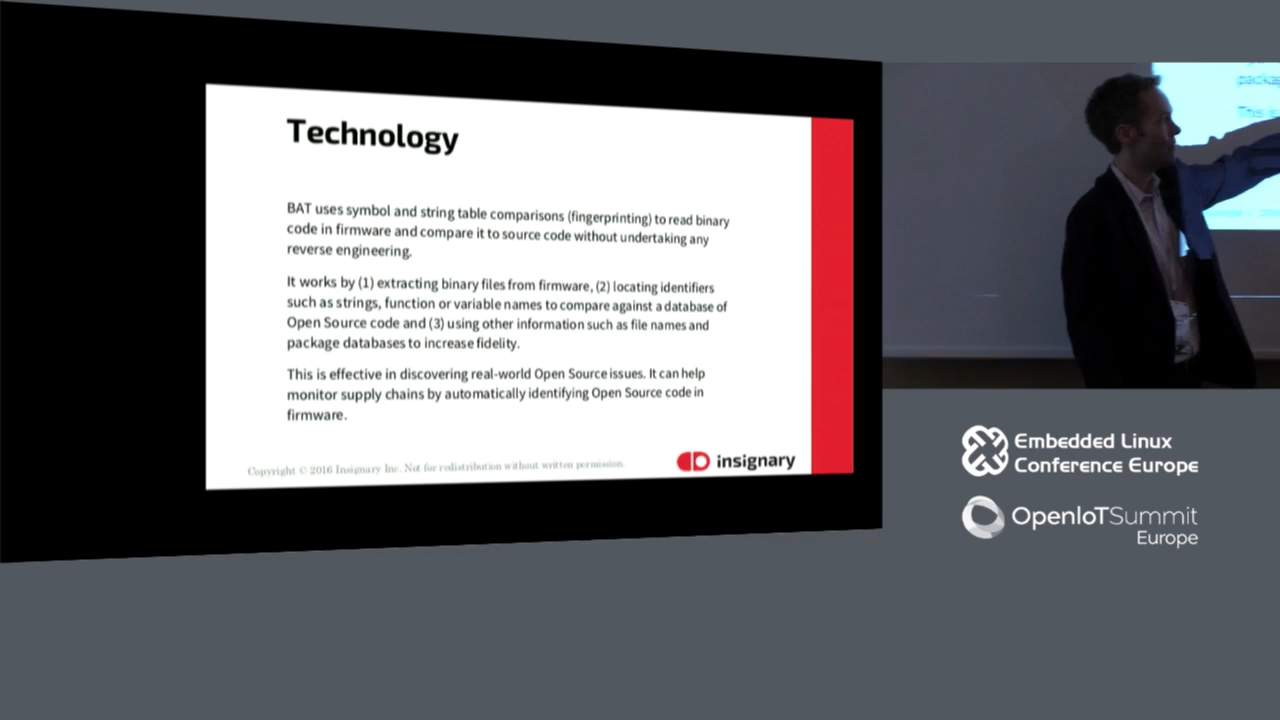 Technology
BAT uses symbol and string table comparisons (fingerprinting) to read binary
code in firmware and compare it to source code without undertaking any
reverse engineering.
It works by (1) extracting binary files from firmware, (2) locating identifiers
such as strings, function or variable names to compare against a database of
Open Source code and (3) using other information such as file names and
package databases to increase fidelity.
This is effective in discovering real-world Open Source issues. It can help
monitor supply chains by automatically identifying Open Source code in
firmware.
Copyright © 2016 Insignary Inc. Not for redistribution without written permission.
insignary
Embedded Linux
Conference Europe
OpenIoTSummit
Europe